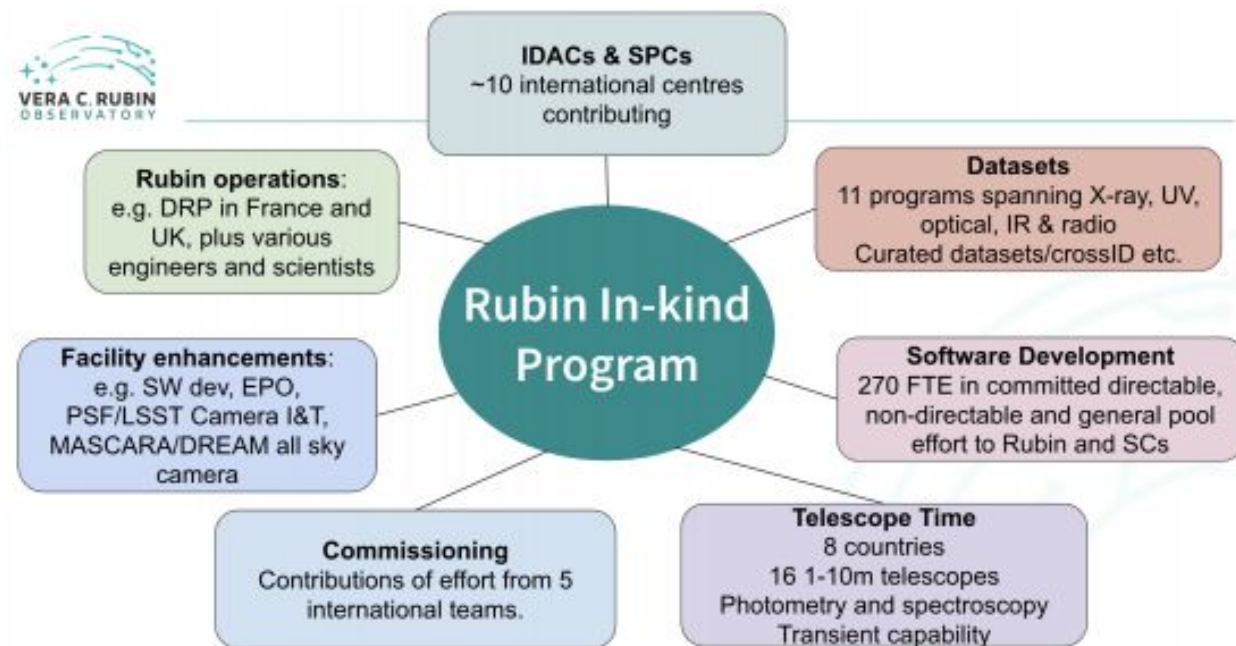 VERA C. RUBIN
OBSERVATORY
IDACs & SPCs
~10 international centres
contributing
Rubin operations:
e.g. DRP in France and
UK, plus various
engineers and scientists
Datasets
11 programs spanning X-ray, UV,
optical, IR & radio
Curated datasets/crossID etc.
Rubin In-kind
Program
Facility enhancements:
e.g. SW dev, EPO,
PSF/LSST Camera I&T,
MASCARA/DREAM all sky
camera
Software Development
270 FTE in committed directable,
non-directable and general pool
effort to Rubin and SCs
Commissioning
Contributions of effort from 5
international teams.
Telescope Time
8 countries
16 1-10m telescopes
Photometry and spectroscopy
Transient capability